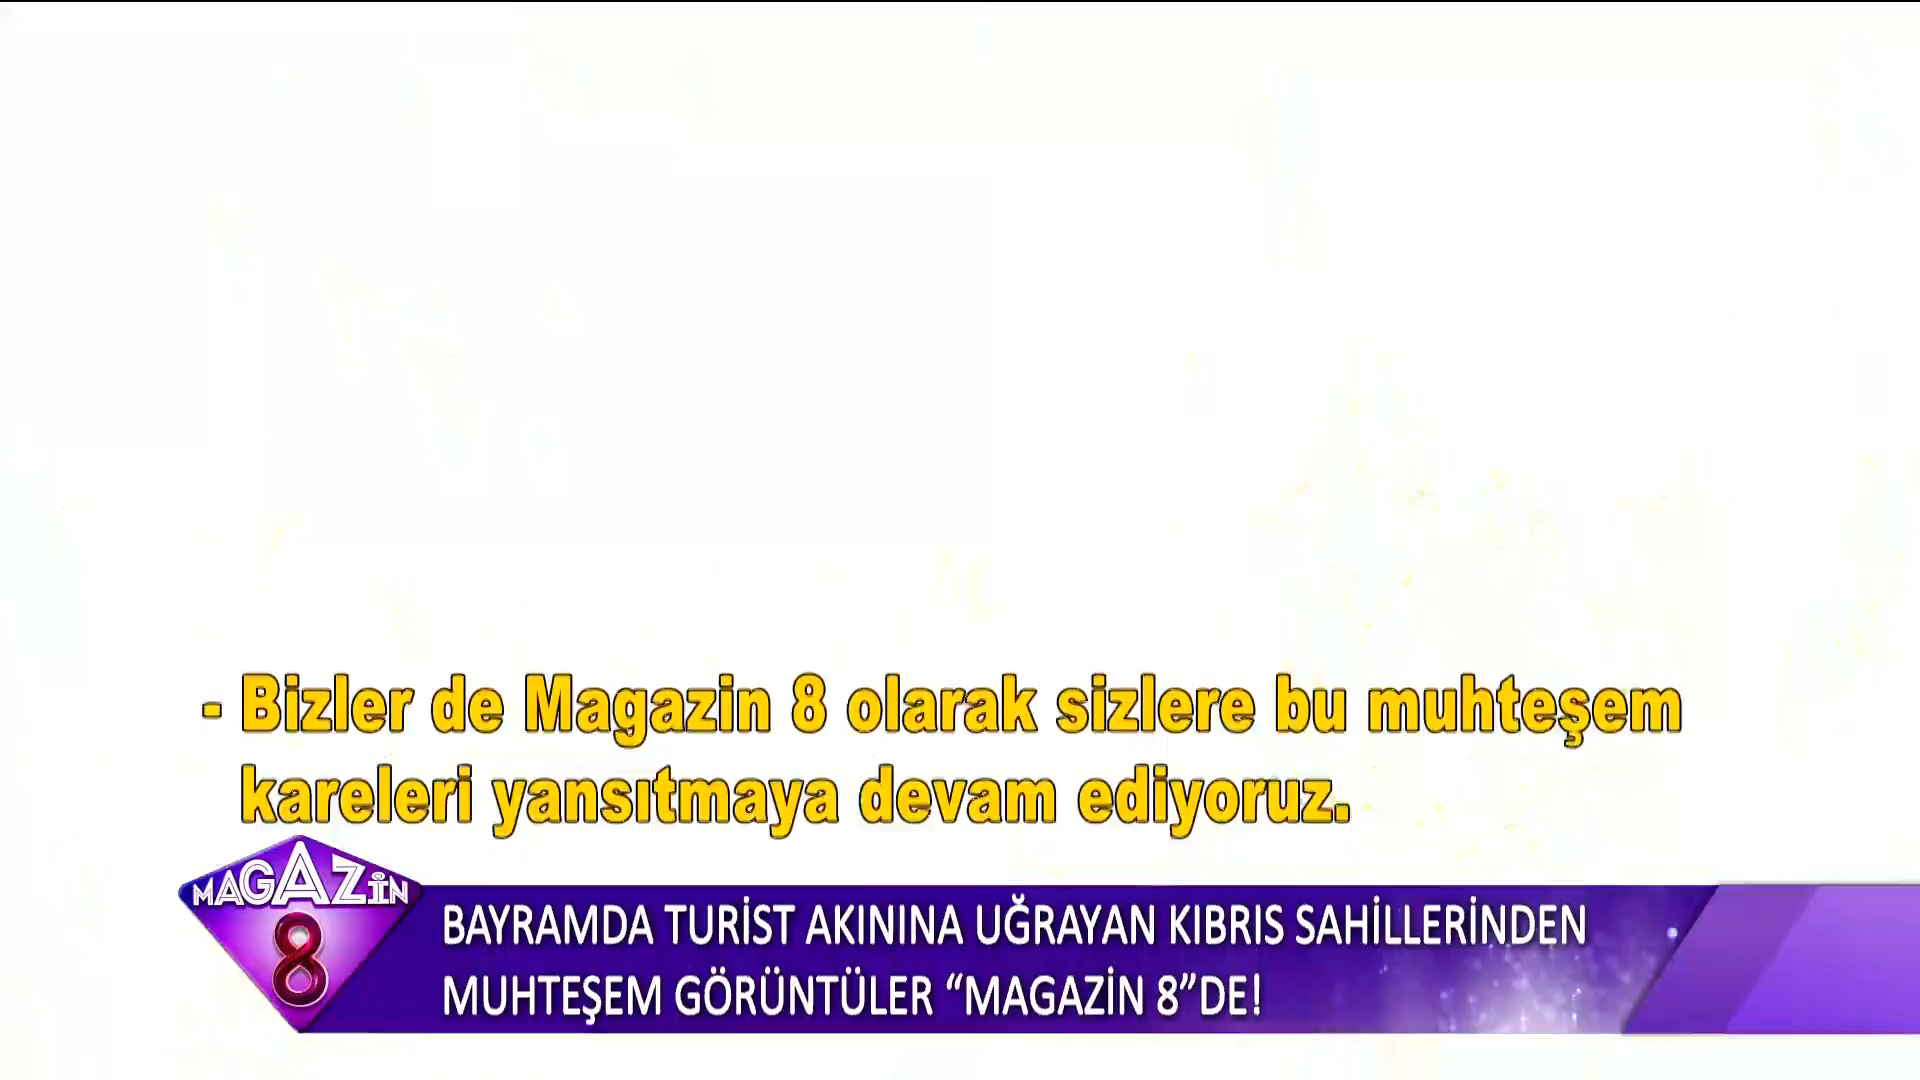 - Bizler de Magazin 8 olarak sizlere bu muhteşem
kareleri yansıtmaya devam ediyoruz.
MAGAZİN
8
BAYRAMDA TURİST AKININA UĞRAYAN KIBRIS SAHİLLERİNDEN
MUHTEŞEM GÖRÜNTÜLER “MAGAZİN 8”DE!